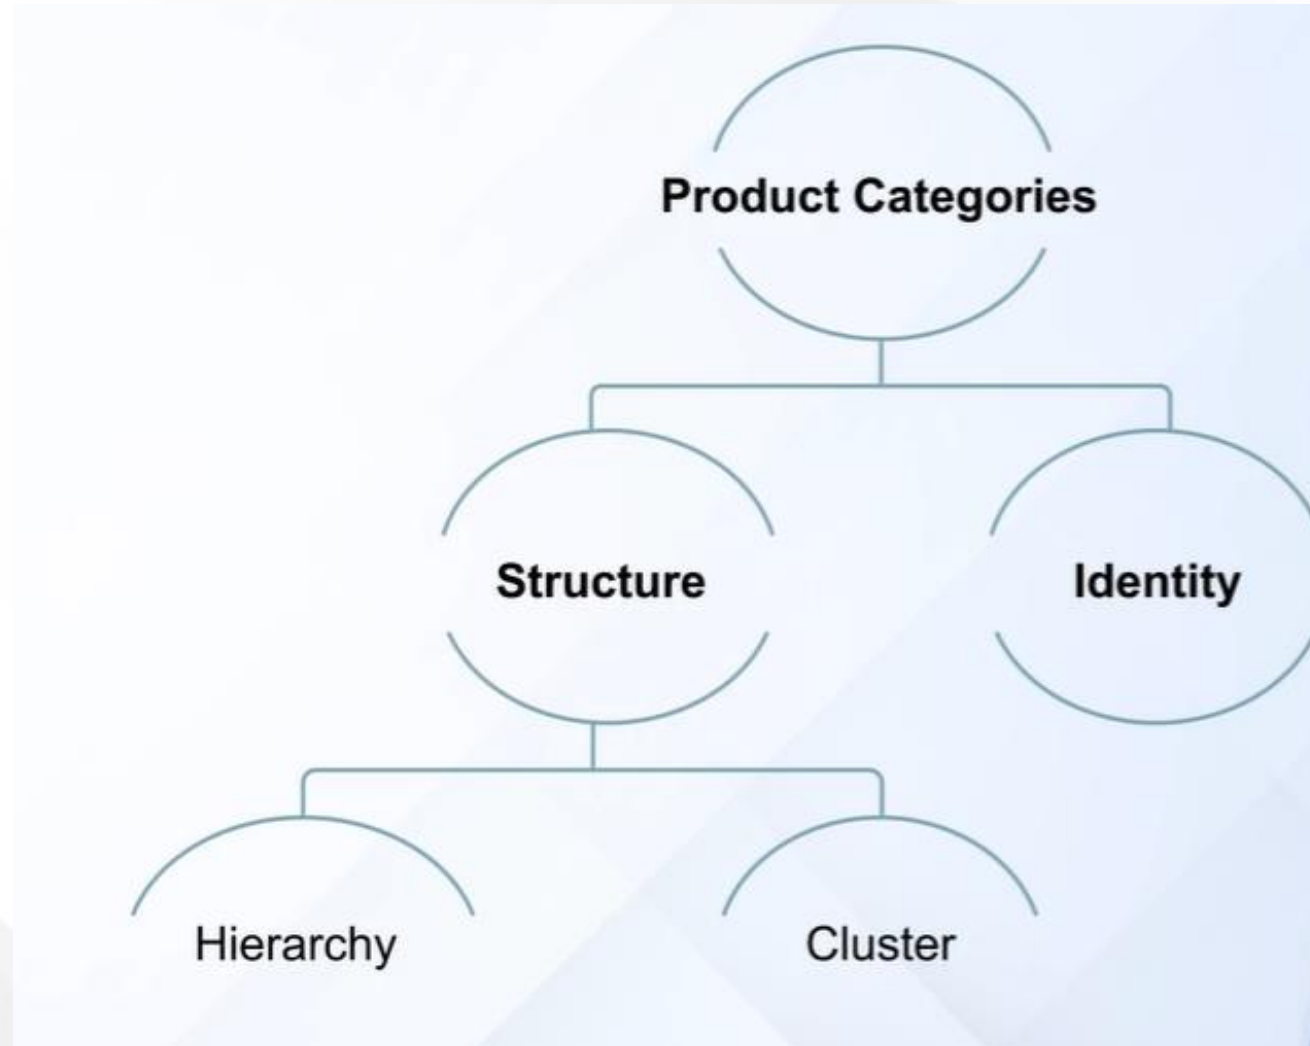 Product Categories
Structure
Identity
Hierarchy
Cluster